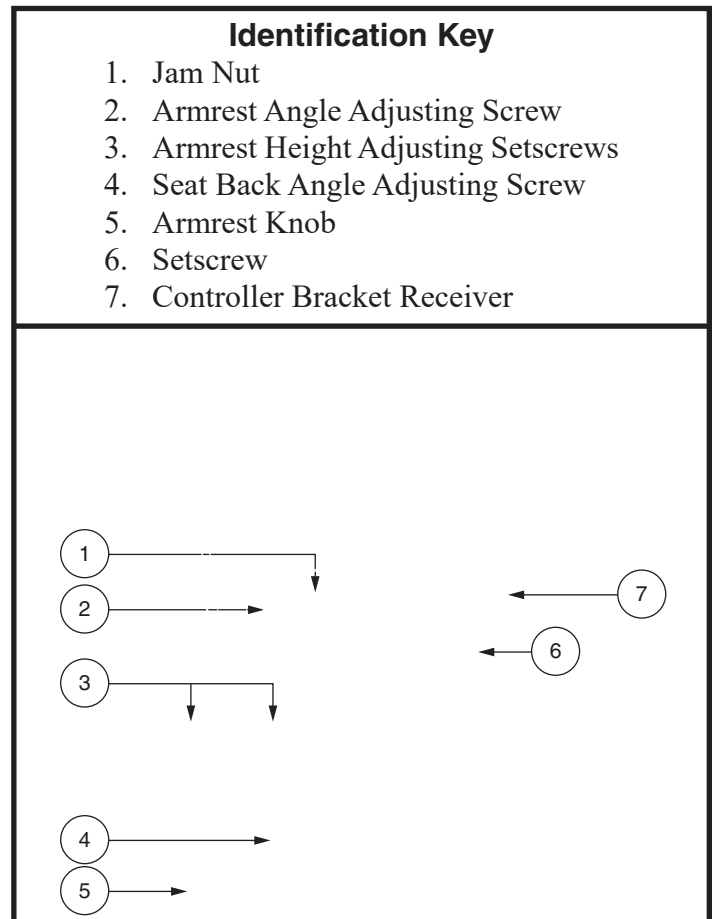 Identification Key
1. Jam Nut
2. Armrest Angle Adjusting Screw
3. Armrest Height Adjusting Setscrews
4. Seat Back Angle Adjusting Screw
5. Armrest Knob
6. Setscrew
7. Controller Bracket Receiver
1
2
7
6
3
4
5